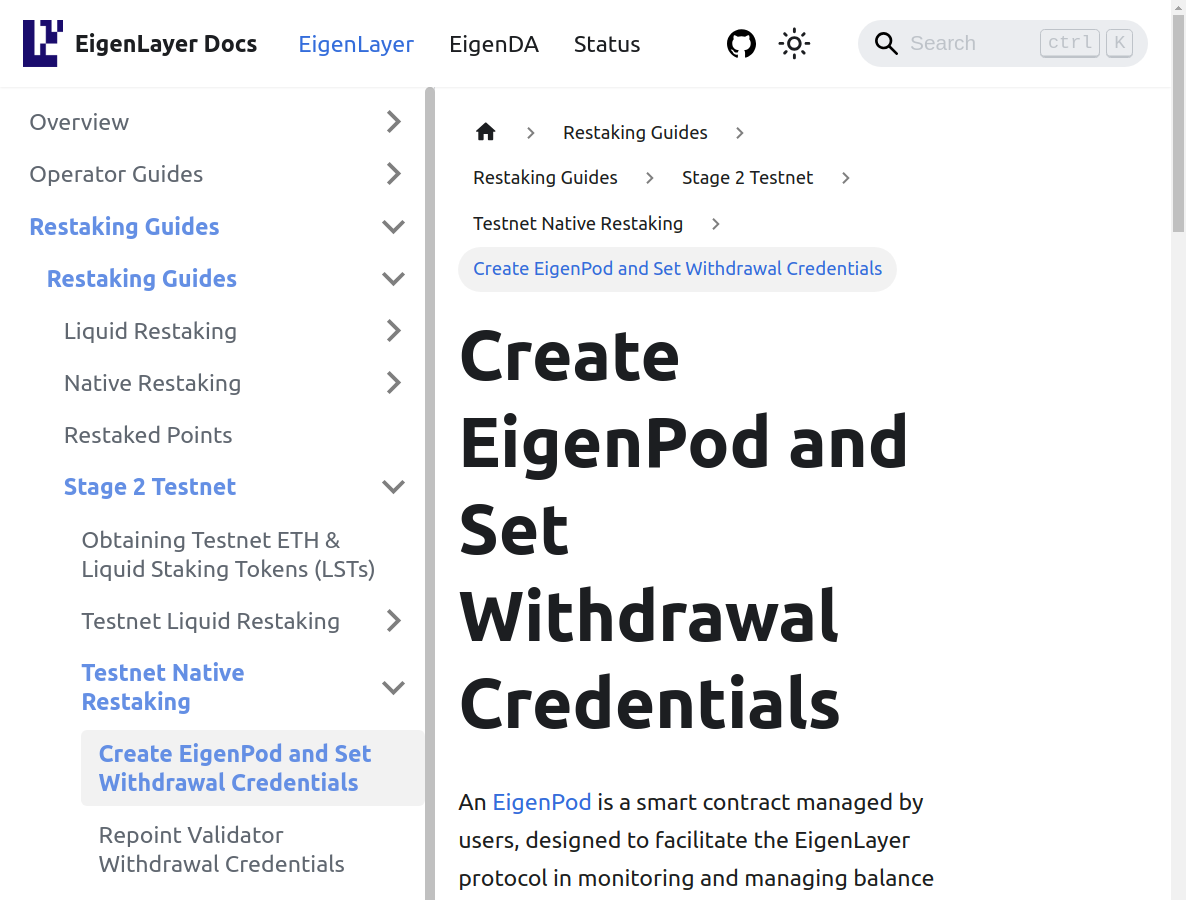 EigenLayer Docs
EigenLayer
EigenDA
Status
Search
ctrl
K
Overview
Operator Guides
Restaking Guides
Restaking Guides
Liquid Restaking
Native Restaking
Restaked Points
Stage 2 Testnet
Obtaining Testnet ETH &
Liquid Staking Tokens (LSTs)
Testnet Liquid Restaking
Testnet Native
Restaking
Create EigenPod and Set
Withdrawal Credentials
Repoint Validator
Withdrawal Credentials
Restaking Guides
Restaking Guides
Stage 2 Testnet
Testnet Native Restaking
Create EigenPod and Set Withdrawal Credentials
Create
EigenPod and
Set
Withdrawal
Credentials
An EigenPod is a smart contract managed by
users, designed to facilitate the EigenLayer
protocol in monitoring and managing balance